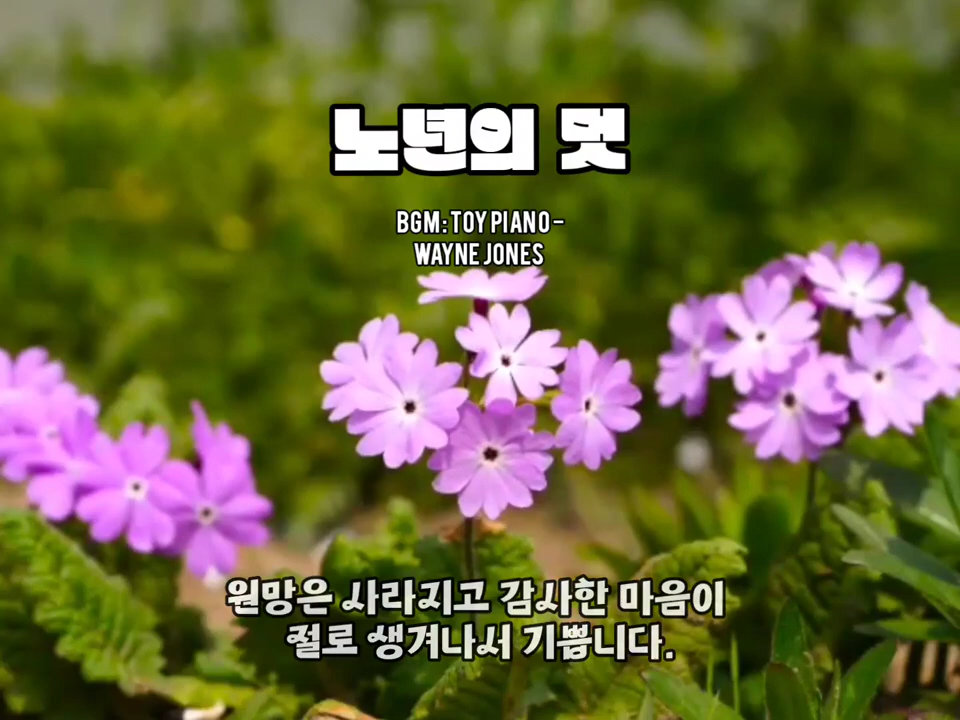 노년의 멋
BGM: TOY PIANO -
WAYNE JONES
원망은 사라지고 감사한 마음이
절로 생겨나서 기쁩니다.